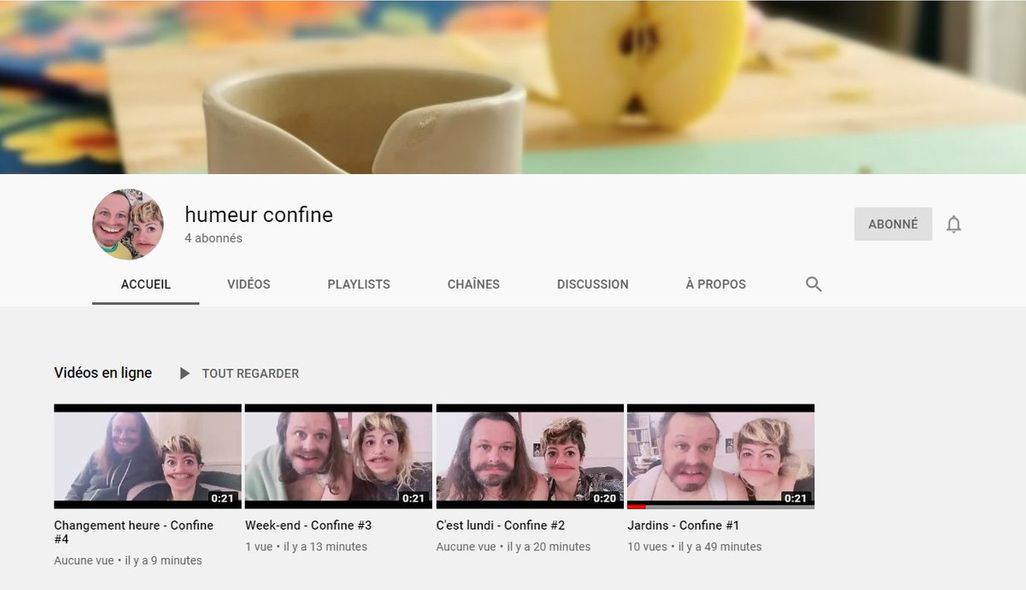 humeur confine
4 abonnés
ABONNÉ
ACCUEIL
VIDÉOS
PLAYLISTS
CHAÎNES
DISCUSSION
À PROPOS
Vidéos en ligne
TOUT REGARDER
0:21
0:21
0:20
0:21
Changement heure - Confine
#4
Aucune vue • il y a 9 minutes
Week-end - Confine #3
1 vue • il y a 13 minutes
C'est lundi - Confine #2
Aucune vue • il y a 20 minutes
Jardins - Confine #1
10 vues • il y a 49 minutes